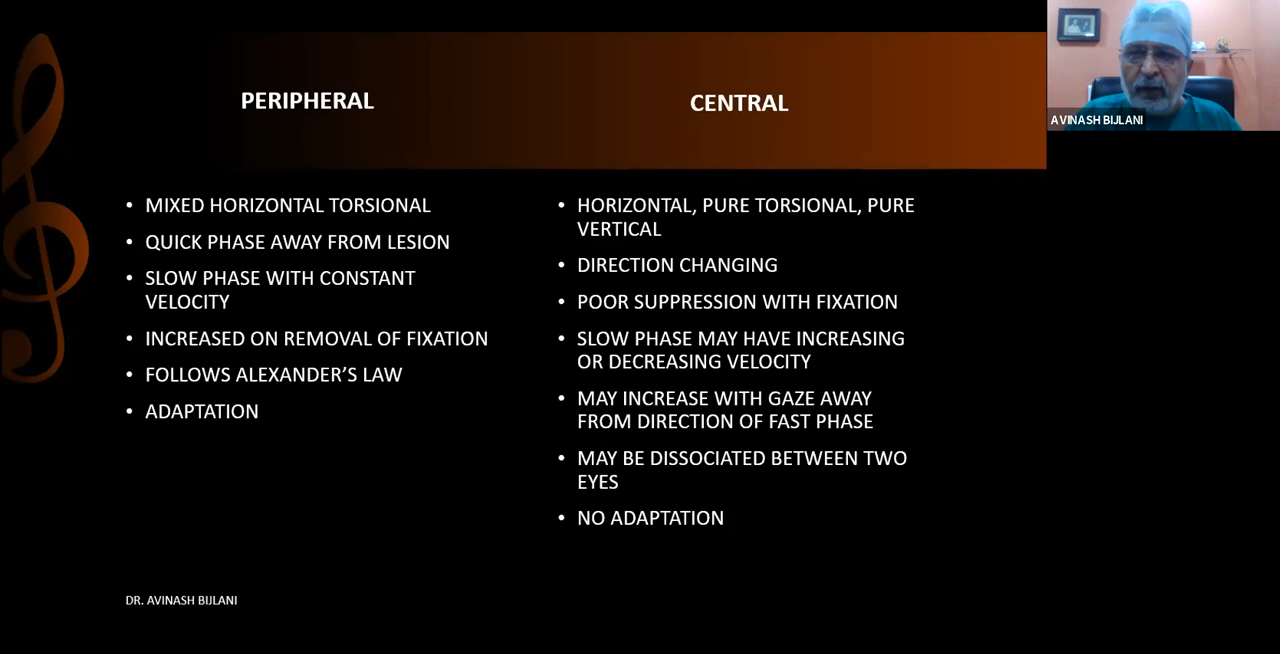 PERIPHERAL
CENTRAL
A VINASH BIJLANI
• MIXED HORIZONTAL TORSIONAL
• QUICK PHASE AWAY FROM LESION
• SLOW PHASE WITH CONSTANT
VELOCITY
• INCREASED ON REMOVAL OF FIXATION
• FOLLOWS ALEXANDER’S LAW
• ADAPTATION
• HORIZONTAL, PURE TORSIONAL, PURE
VERTICAL
• DIRECTION CHANGING
• POOR SUPPRESSION WITH FIXATION
• SLOW PHASE MAY HAVE INCREASING
OR DECREASING VELOCITY
• MAY INCREASE WITH GAZE AWAY
FROM DIRECTION OF FAST PHASE
• MAY BE DISSOCIATED BETWEEN TWO
EYES
• NO ADAPTATION
DR. AVINASH BIJLANI